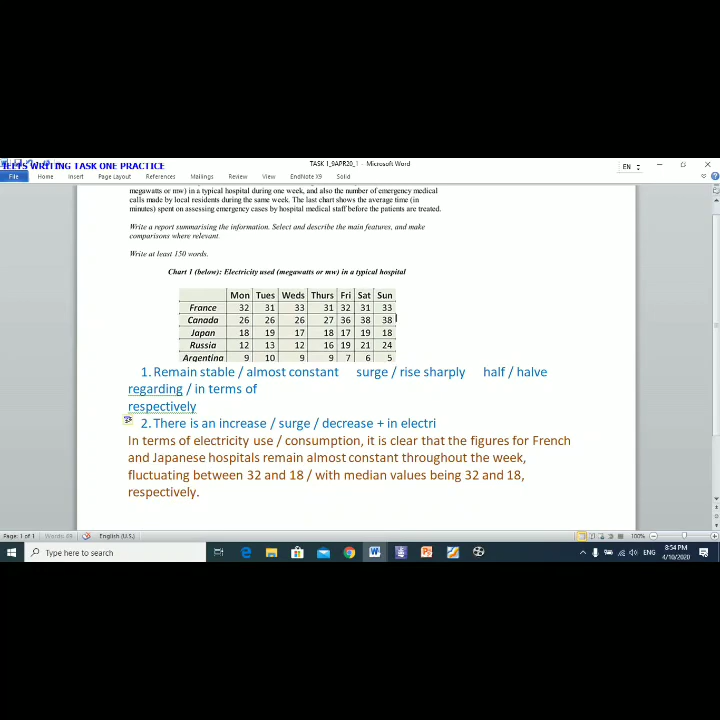 IELTS WRITING TASK ONE PRACTICE
TASK I_9APR20_1 - Microsoft Word
EN
File Home Insert Page Layout References Mailings Review View EndNote X9 Solid
megawatts or mw) in a typical hospital during one week, and also the number of emergency medical
calls made by local residents during the same week. The last chart shows the average time (in
minutes) spent on assessing emergency cases by hospital medical staff before the patients are treated.
Write a report summarising the information. Select and describe the main features, and make
comparisons where relevant.
Write at least 150 words.
Chart 1 (below): Electricity used (megawatts or mw) in a typical hospital
Mon Tues Weds Thurs Fri Sat Sun
France 32 31 33 31 32 31 33
Canada 26 26 26 27 36 38 38
Japan 18 19 17 18 17 19 18
Russia 12 13 12 16 19 21 24
Argentina 9 10 9 9 7 6 5
1. Remain stable / almost constant surge / rise sharply half / halve
regarding / in terms of
respectively
2. There is an increase / surge / decrease + in electri
In terms of electricity use / consumption, it is clear that the figures for French
and Japanese hospitals remain almost constant throughout the week,
fluctuating between 32 and 18 / with median values being 32 and 18,
respectively.
Page: 1 of 1 Words: 89 English (U.S.) 100%
Type here to search
ENG
8:54 PM
4/10/2020